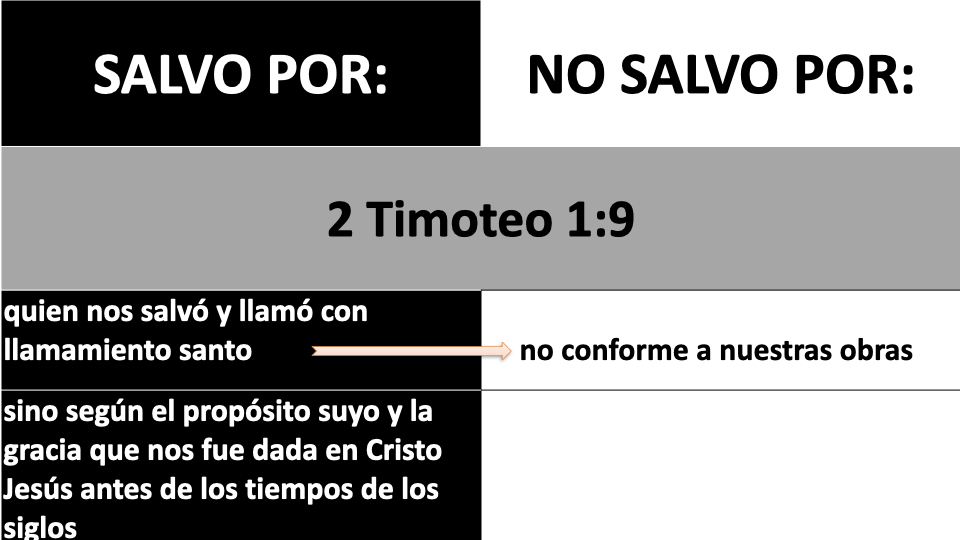 SALVO POR:
NO SALVO POR:
2 Timoteo 1:9
quien nos salvó y llamó con
llamamiento santo
no conforme a nuestras obras
sino según el propósito suyo y la
gracia que nos fue dada en Cristo
Jesús antes de los tiempos de los
siglos